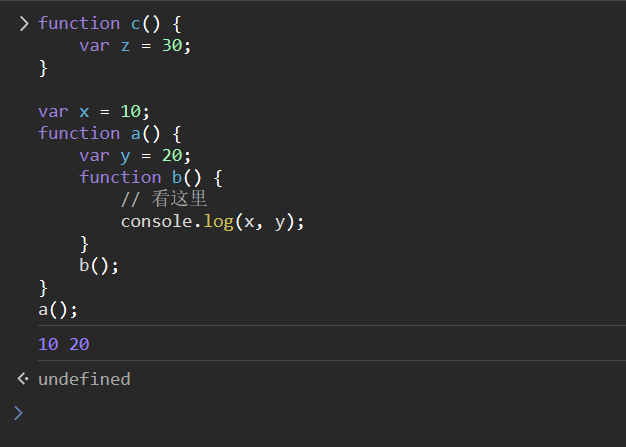 function c() {
    var z = 30;
}
var x = 10;
function a() {
    var y = 20;
    function b() {
        // 看这里
        console.log(x, y);
    }
    b();
}
a();
10 20
undefined